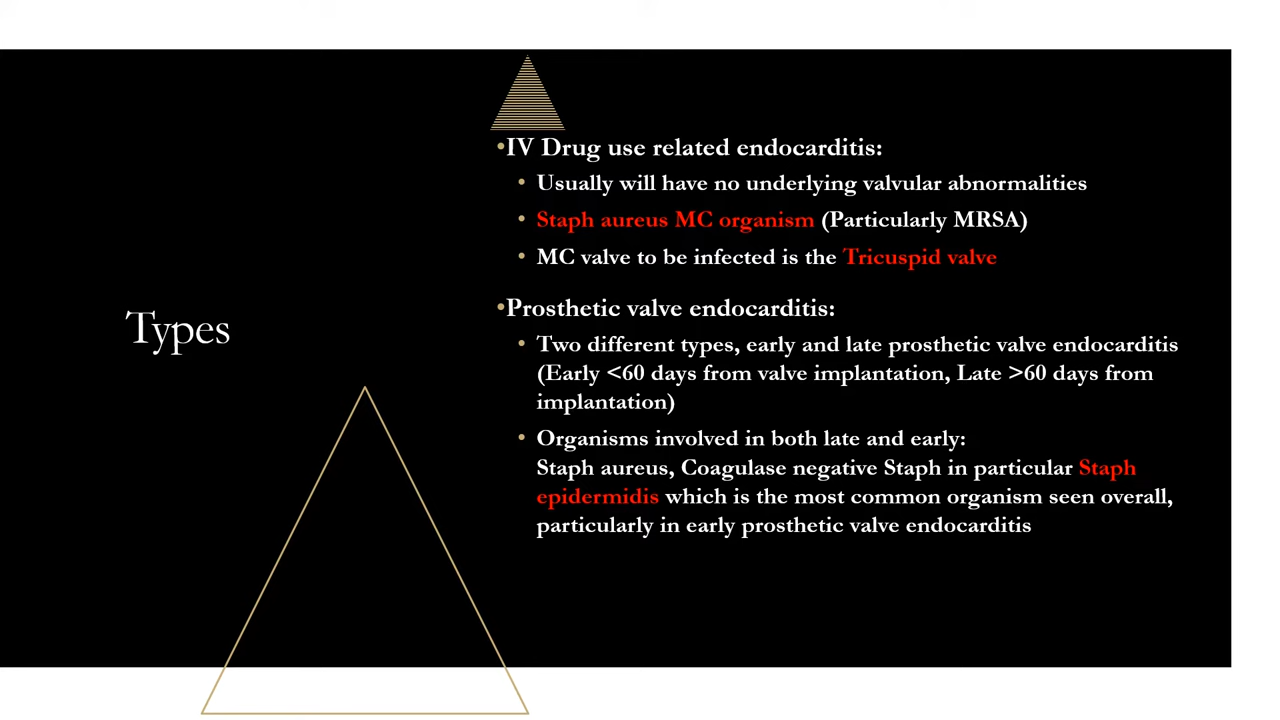 Types
•IV Drug use related endocarditis:
• Usually will have no underlying valvular abnormalities
• Staph aureus MC organism (Particularly MRSA)
• MC valve to be infected is the Tricuspid valve
•Prosthetic valve endocarditis:
• Two different types, early and late prosthetic valve endocarditis
(Early <60 days from valve implantation, Late >60 days from
implantation)
• Organisms involved in both late and early:
Staph aureus, Coagulase negative Staph in particular Staph
epidermidis which is the most common organism seen overall,
particularly in early prosthetic valve endocarditis